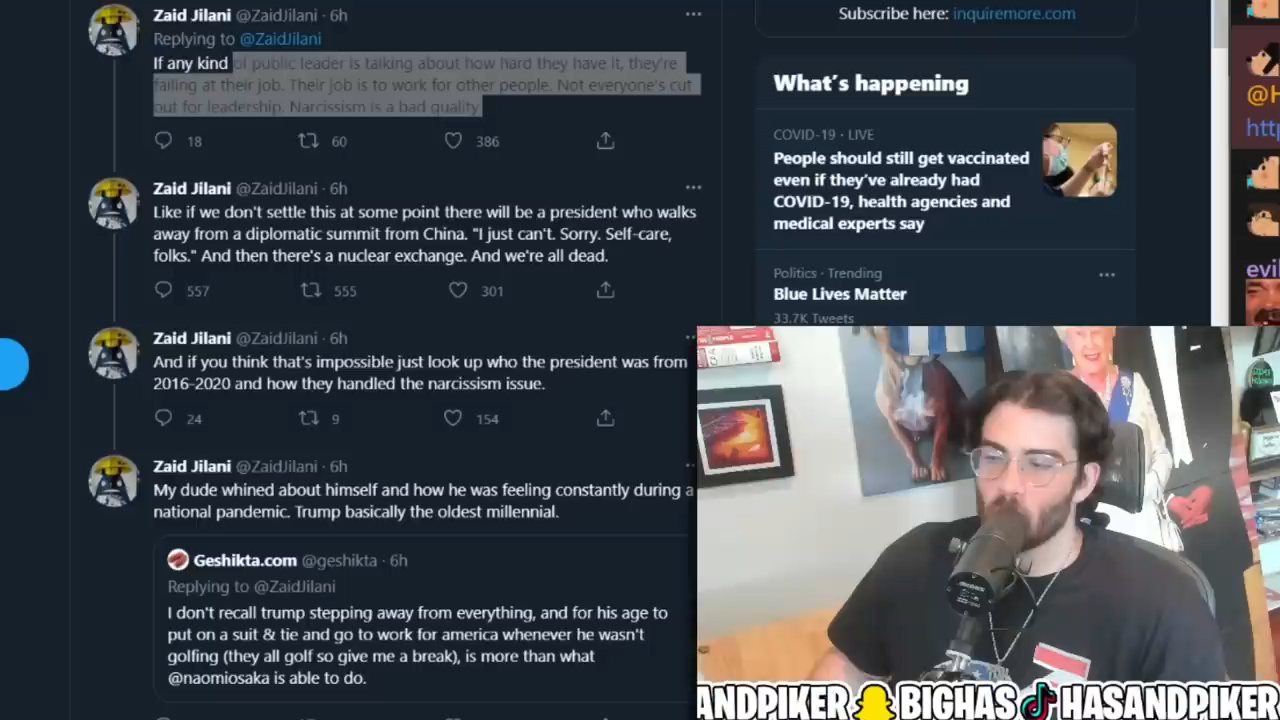 Zaid Jilani @ZaidJilani · 6h
Replying to @ZaidJilani
If any kind of public leader is talking about how hard they have it, they're
failing at their job. Their job is to work for other people. Not everyone's cut
out for leadership. Narcissism is a bad quality.
18 60 386
Zaid Jilani @ZaidJilani · 6h
Like if we don't settle this at some point there will be a president who walks
away from a diplomatic summit from China. "I just can't. Sorry. Self-care,
folks." And then there's a nuclear exchange. And we're all dead.
557 555 301
Zaid Jilani @ZaidJilani · 6h
And if you think that's impossible just look up who the president was from
2016-2020 and how they handled the narcissism issue.
24 9 154
Zaid Jilani @ZaidJilani · 6h
My dude whined about himself and how he was feeling constantly during a
national pandemic. Trump basically the oldest millennial.
Geshikta.com @geshikta · 6h
Replying to @ZaidJilani
I don't recall trump stepping away from everything, and for his age to
put on a suit & tie and go to work for america whenever he wasn't
golfing (they all golf so give me a break), is more than what
@naomiosaka is able to do.
Subscribe here: inquiremore.com
What's happening
COVID-19 · LIVE
People should still get vaccinated
even if they've already had
COVID-19, health agencies and
medical experts say
Politics · Trending
Blue Lives Matter
33.7K Tweets
@H
http
evil
ANDPIKER BIGHAS HASANDPIKER